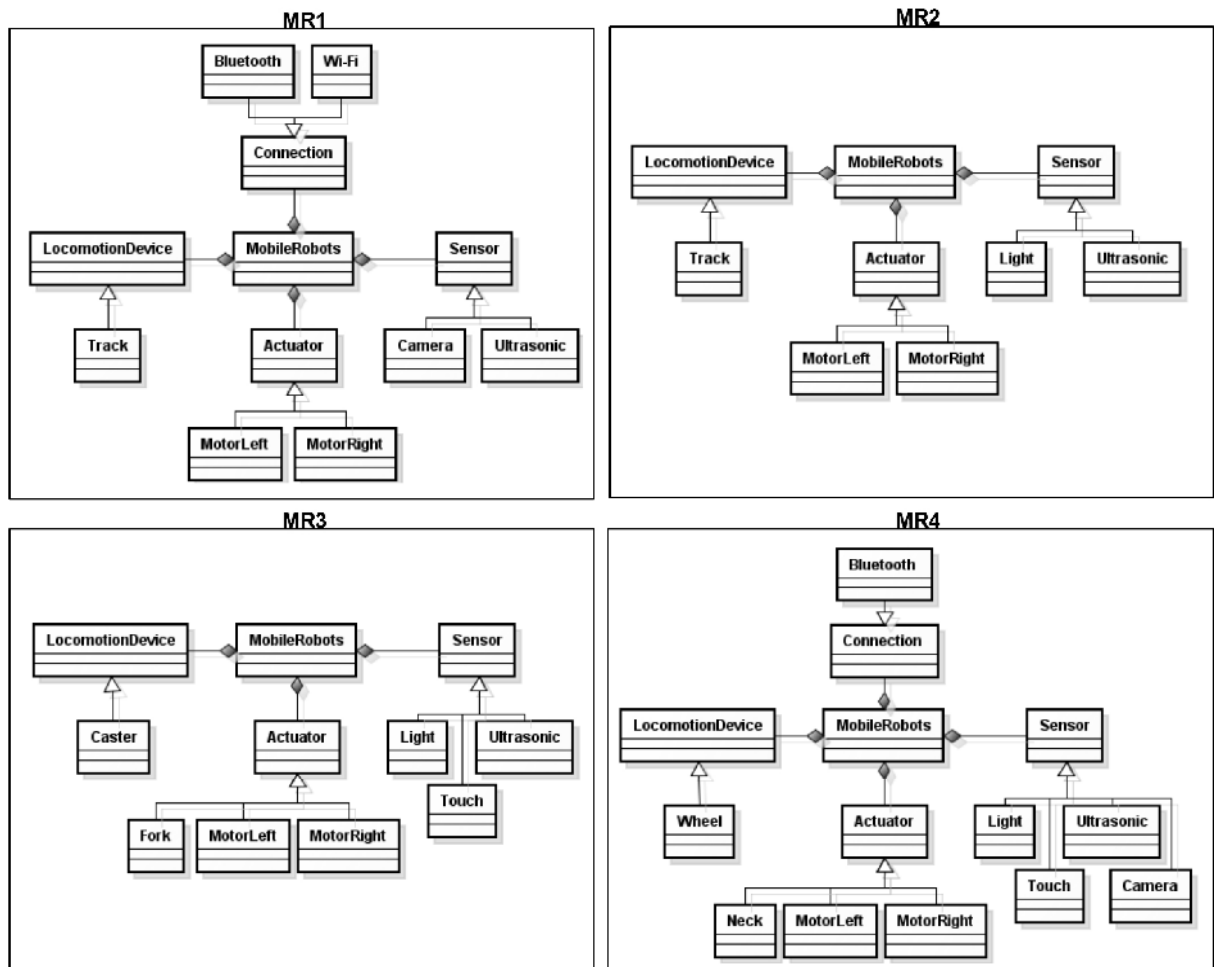 MR1
Bluetooth Wi-Fi
Connection
LocomotionDevice MobileRobots Sensor
Track Actuator Camera Ultrasonic
MotorLeft MotorRight
MR2
LocomotionDevice MobileRobots Sensor
Track Actuator Light Ultrasonic
MotorLeft MotorRight
MR3
LocomotionDevice MobileRobots Sensor
Caster Actuator Light Ultrasonic
Touch
Fork MotorLeft MotorRight
MR4
Bluetooth
Connection
LocomotionDevice MobileRobots Sensor
Wheel Actuator Light Ultrasonic
Touch Camera
Neck MotorLeft MotorRight